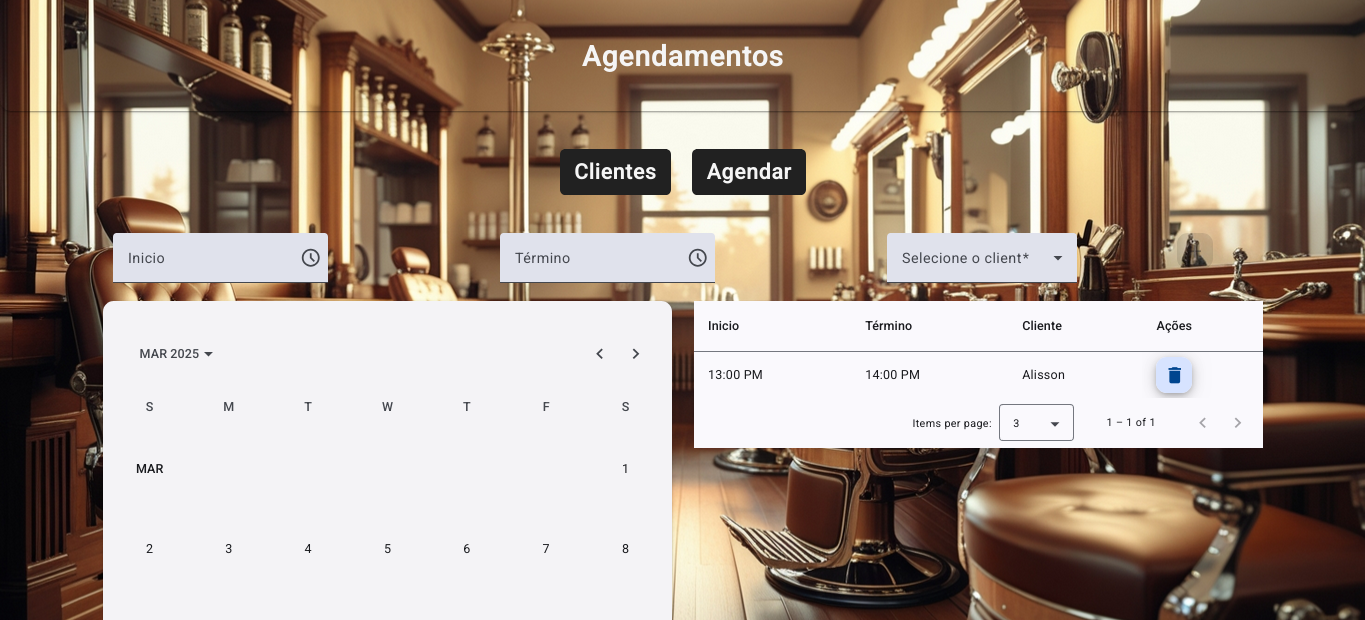 Agendamentos
Clientes Agendar
Inicio Término Selecione o client*
MAR 2025
S M T W T F S
MAR 1
2 3 4 5 6 7 8
Inicio Término Cliente Ações
13:00 PM 14:00 PM Alisson
Items per page: 3 1 – 1 of 1